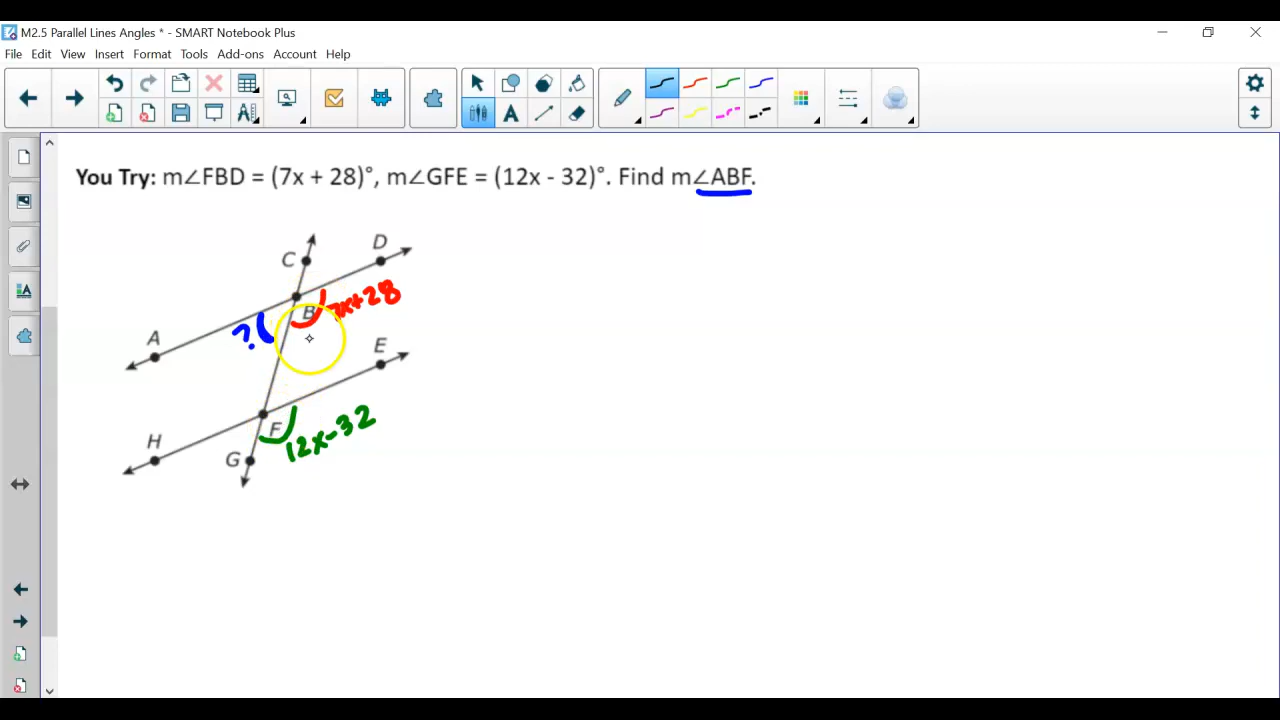 M2.5 Parallel Lines Angles * - SMART Notebook Plus
File Edit View Insert Format Tools Add-ons Account Help
You Try: m∠FBD = (7x + 28)°, m∠GFE = (12x - 32)°. Find m∠ABF.
C
D
B
7x+28
A
?
E
F
12x-32
H
G